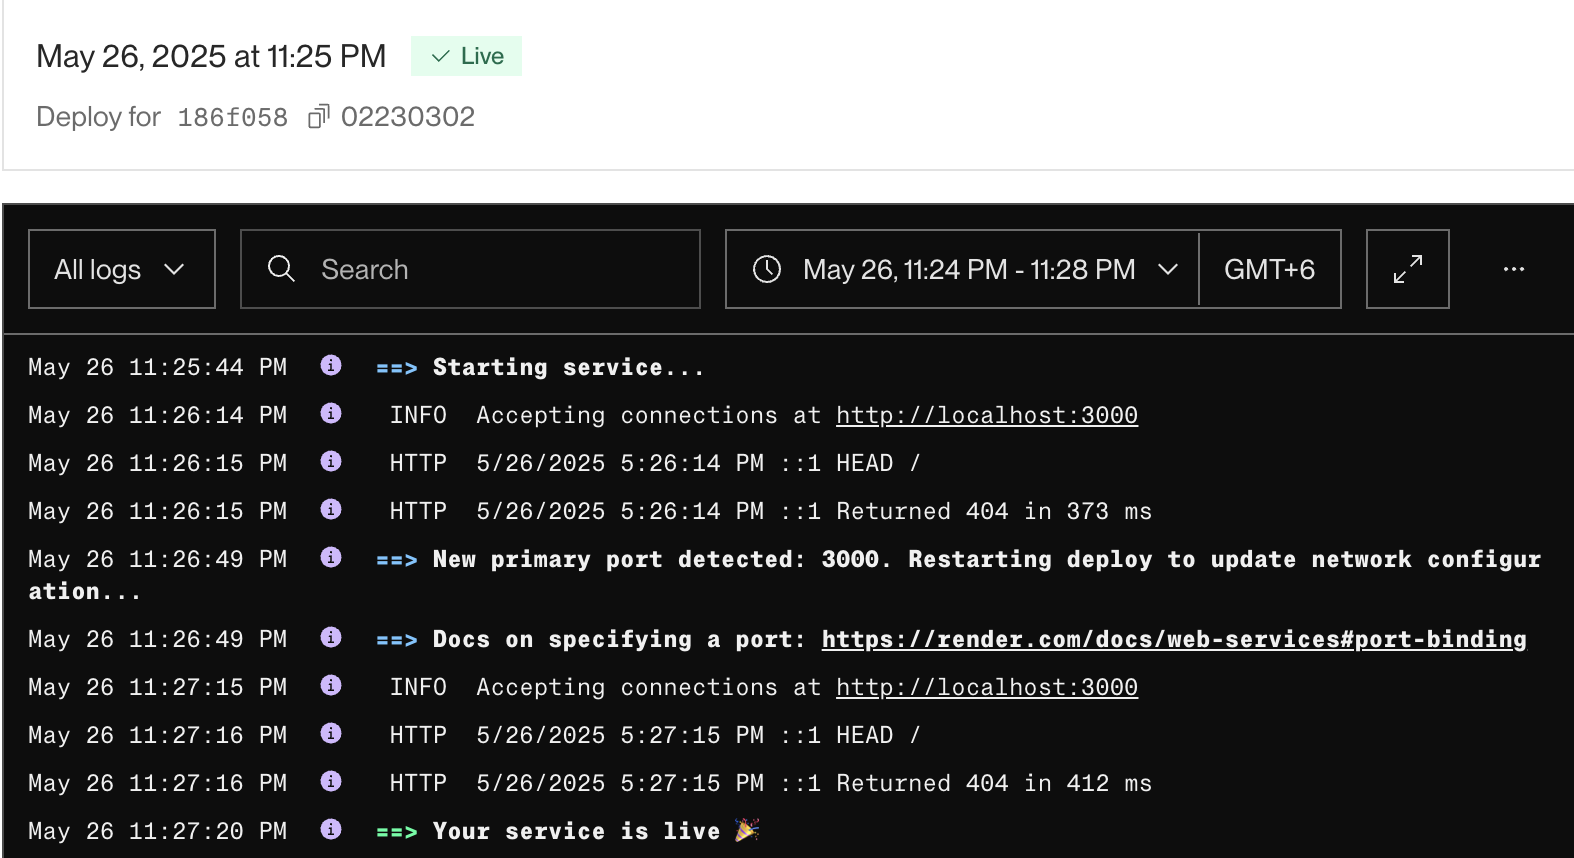 May 26, 2025 at 11:25 PM Live
Deploy for 186f058 02230302
All logs Search May 26, 11:24 PM - 11:28 PM GMT+6 ...
May 26 11:25:44 PM ==> Starting service...
May 26 11:26:14 PM INFO Accepting connections at http://localhost:3000
May 26 11:26:15 PM HTTP 5/26/2025 5:26:14 PM ::1 HEAD /
May 26 11:26:15 PM HTTP 5/26/2025 5:26:14 PM ::1 Returned 404 in 373 ms
May 26 11:26:49 PM ==> New primary port detected: 3000. Restarting deploy to update network configur
ation...
May 26 11:26:49 PM ==> Docs on specifying a port: https://render.com/docs/web-services#port-binding
May 26 11:27:15 PM INFO Accepting connections at http://localhost:3000
May 26 11:27:16 PM HTTP 5/26/2025 5:27:15 PM ::1 HEAD /
May 26 11:27:16 PM HTTP 5/26/2025 5:27:15 PM ::1 Returned 404 in 412 ms
May 26 11:27:20 PM ==> Your service is live 🎉